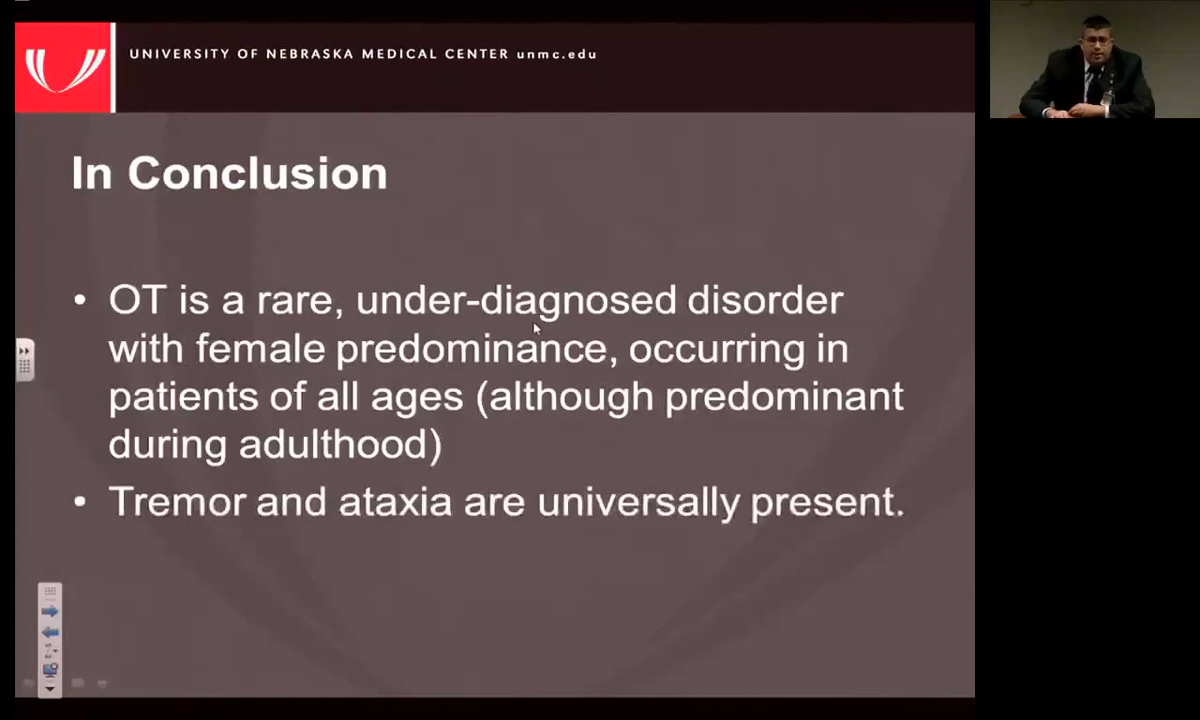 UNIVERSITY OF NEBRASKA MEDICAL CENTER unmc.edu
In Conclusion
• OT is a rare, under-diagnosed disorder
with female predominance, occurring in
patients of all ages (although predominant
during adulthood)
• Tremor and ataxia are universally present.